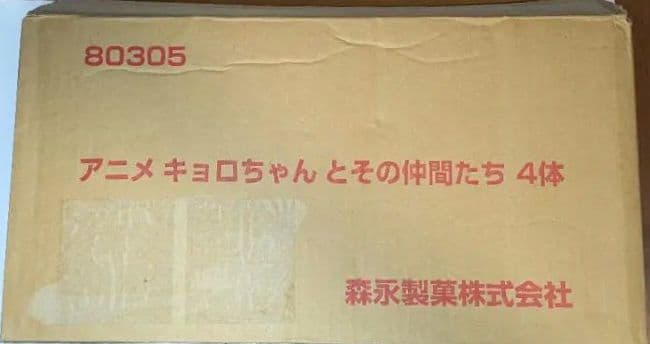 80305
アニメ キョロちゃん とその仲間たち 4体
森永製菓株式会社